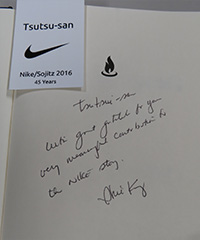 Tsutsu-san
Nike/Sojitz 2016
45 Years
Tsutsui-san
With great gratitude for your
very meaningful contribution to
the NIKE story.